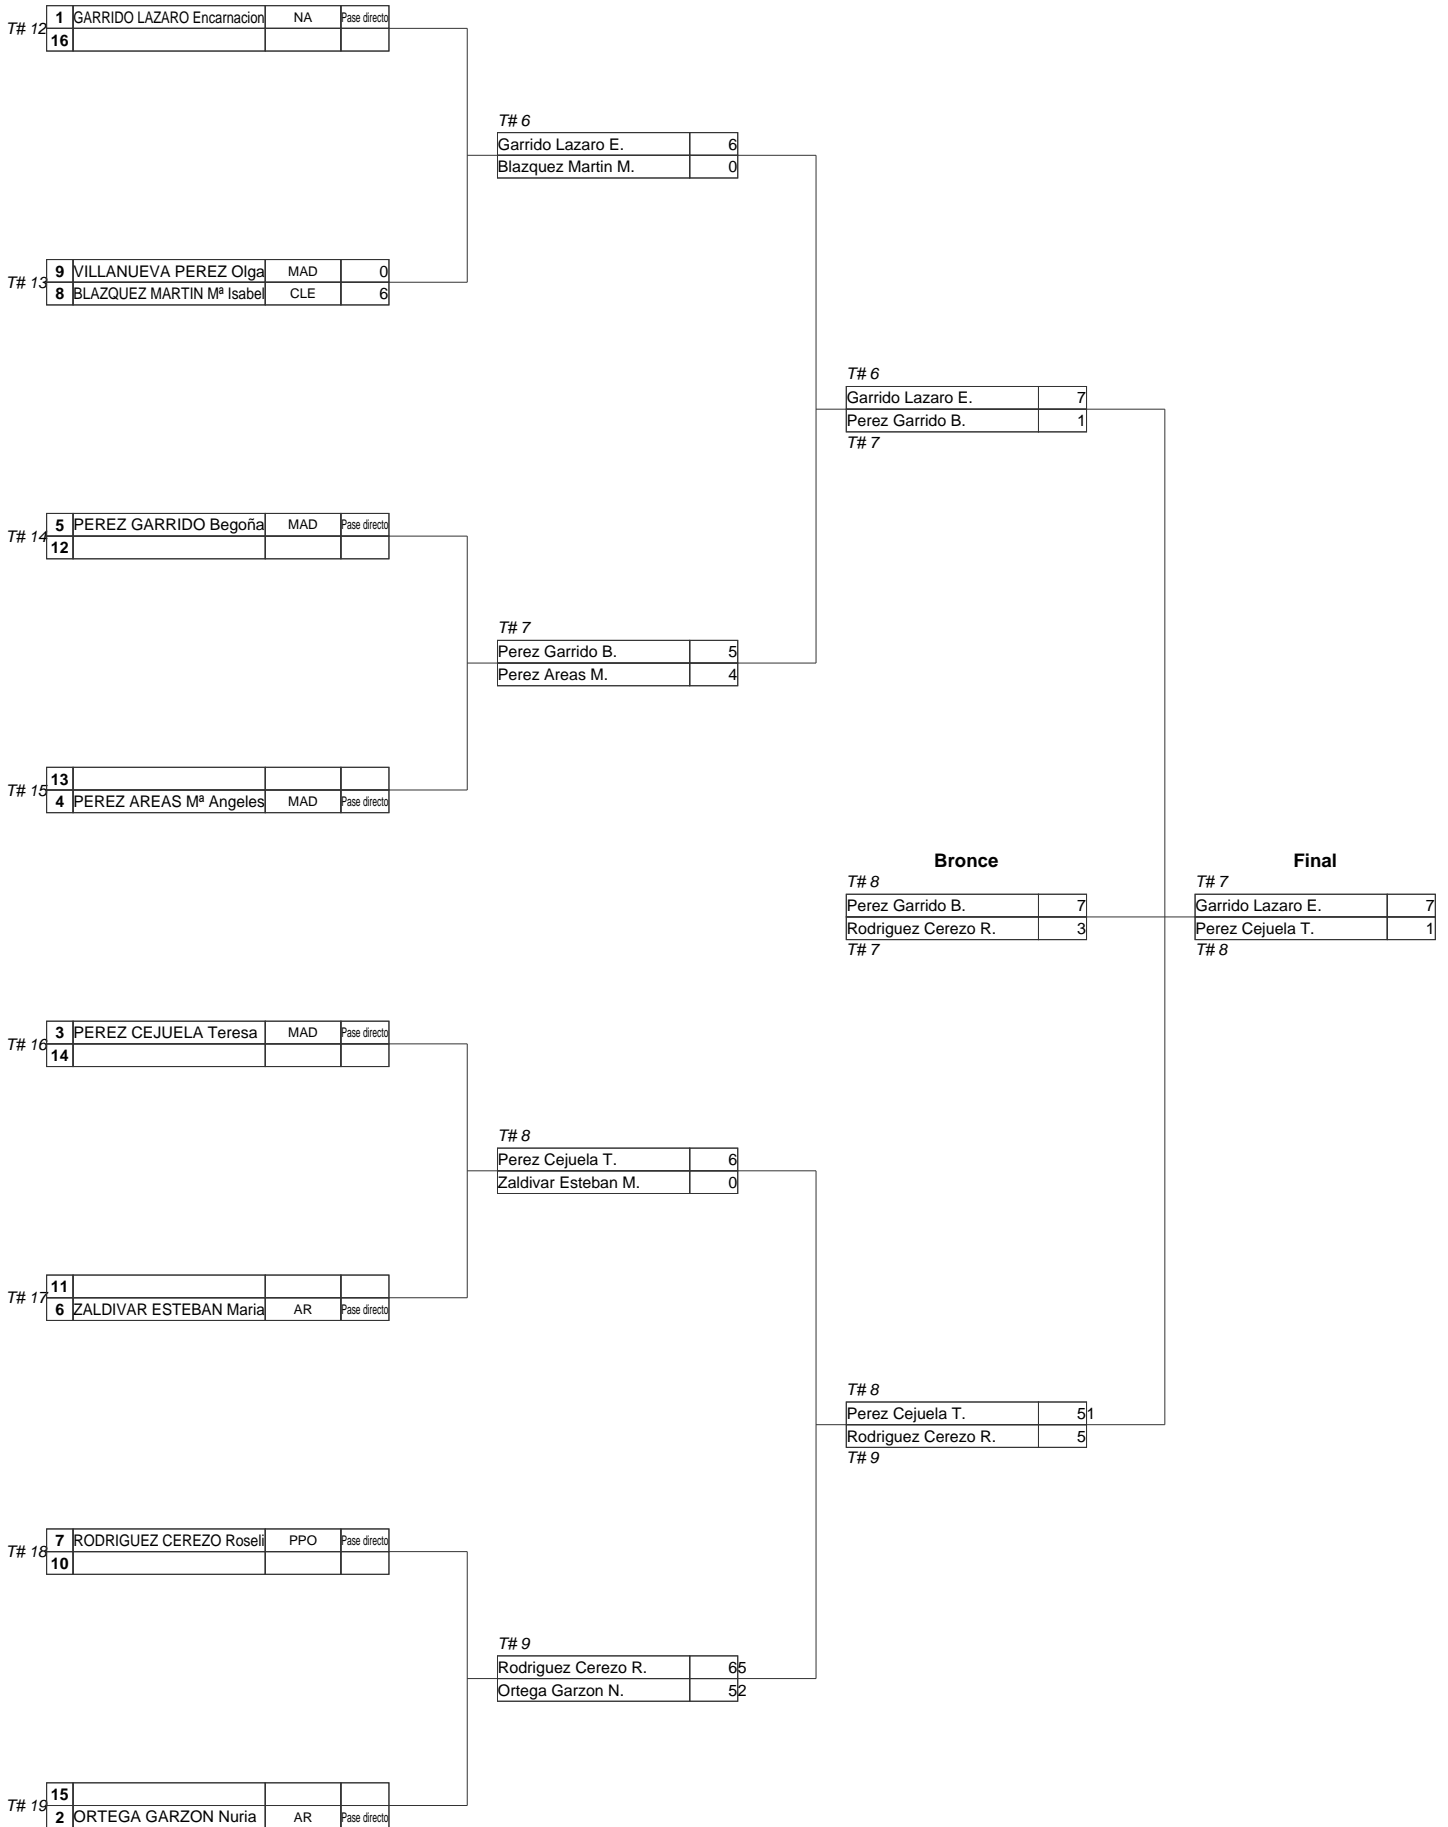 T# 12
1 GARRIDO LAZARO Encarnacion NA Pase directo
16
T# 6
Garrido Lazaro E. 6
Blazquez Martin M. 0
T# 13
9 VILLANUEVA PEREZ Olga MAD 0
8 BLAZQUEZ MARTIN Mª Isabel CLE 6
T# 6
Garrido Lazaro E. 7
Perez Garrido B. 1
T# 7
T# 14
5 PEREZ GARRIDO Begoña MAD Pase directo
12
T# 7
Perez Garrido B. 5
Perez Areas M. 4
T# 15
13
4 PEREZ AREAS Mª Angeles MAD Pase directo
Bronce
T# 8
Perez Garrido B. 7
Rodriguez Cerezo R. 3
T# 7
Final
T# 7
Garrido Lazaro E. 7
Perez Cejuela T. 1
T# 8
T# 16
3 PEREZ CEJUELA Teresa MAD Pase directo
14
T# 8
Perez Cejuela T. 6
Zaldivar Esteban M. 0
T# 17
11
6 ZALDIVAR ESTEBAN Maria AR Pase directo
T# 8
Perez Cejuela T. 5 1
Rodriguez Cerezo R. 5
T# 9
T# 18
7 RODRIGUEZ CEREZO Roseli PPO Pase directo
10
T# 9
Rodriguez Cerezo R. 6 5
Ortega Garzon N. 5 2
T# 19
15
2 ORTEGA GARZON Nuria AR Pase directo